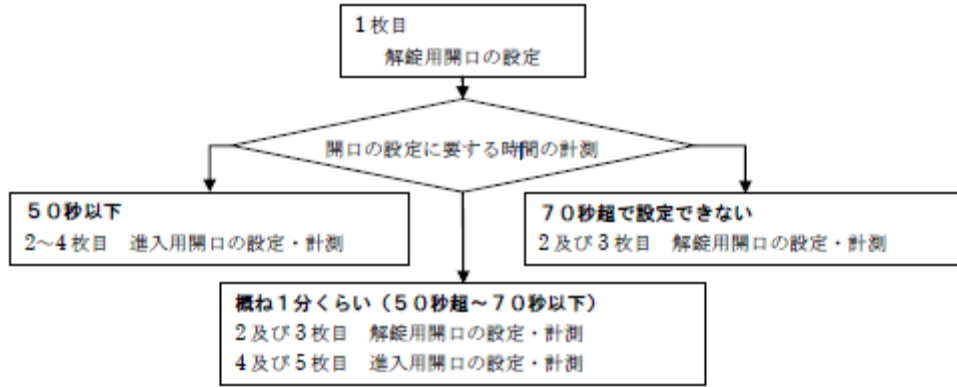 1枚目
解錠用開口の設定
開口の設定に要する時間の計測
５０秒以下
2～4枚目　進入用開口の設定・計測
７０秒超で設定できない
2及び3枚目　解錠用開口の設定・計測
概ね１分くらい（５０秒超～７０秒以下）
2及び3枚目　解錠用開口の設定・計測
4及び5枚目　進入用開口の設定・計測